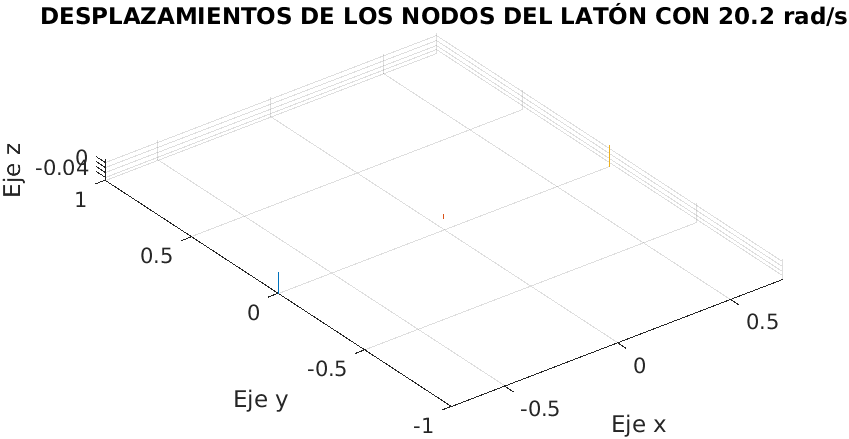 DESPLAZAMIENTOS DE LOS NODOS DEL LATÓN CON 20.2 rad/s
Eje z
0
-0.04
1
0.5
0
-0.5
-1
Eje y
-0.5
0
0.5
Eje x